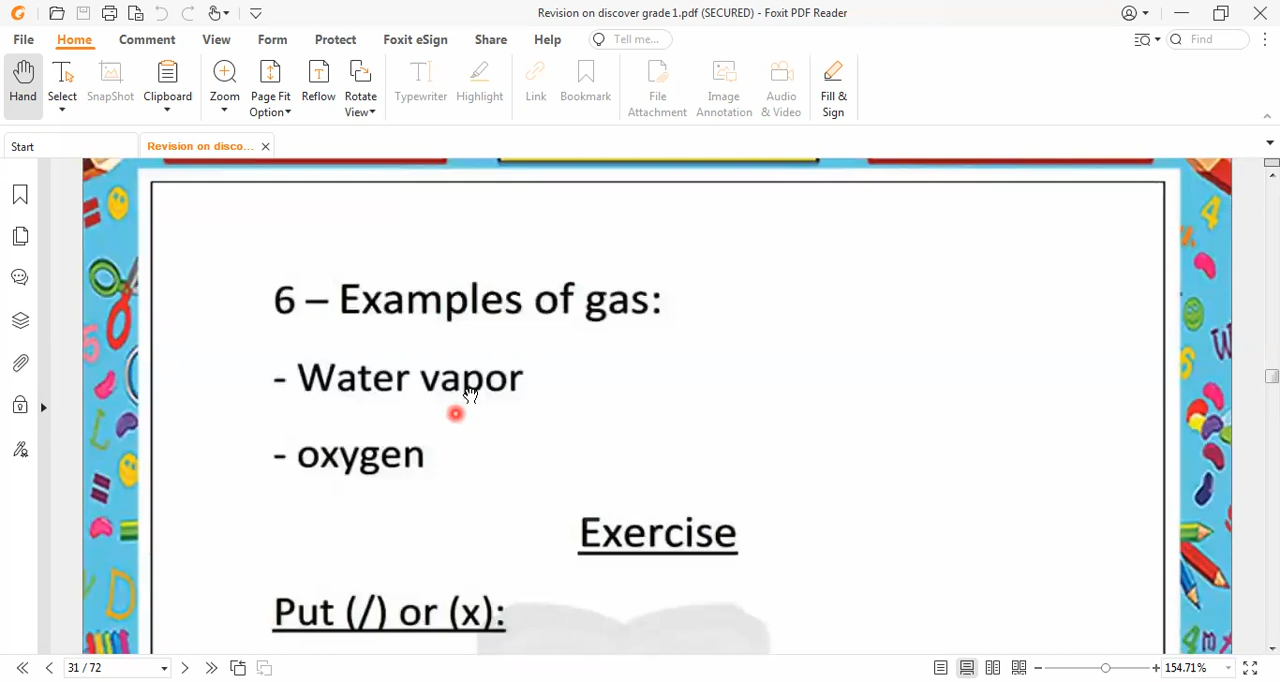 Revision on discover grade1.pdf (SECURED) - Foxit PDF Reader
File Home Comment View Form Protect Foxit eSign Share Help Tell me... Find
Hand Select SnapShot Clipboard Zoom Page Fit Option Reflow Rotate View Typewriter Highlight Link Bookmark File Attachment Image Annotation Audio & Video Fill & Sign
Start Revision on disco...
6 – Examples of gas:
- Water vapor
- oxygen
Exercise
Put (/) or (x):
31 / 72 154.71%